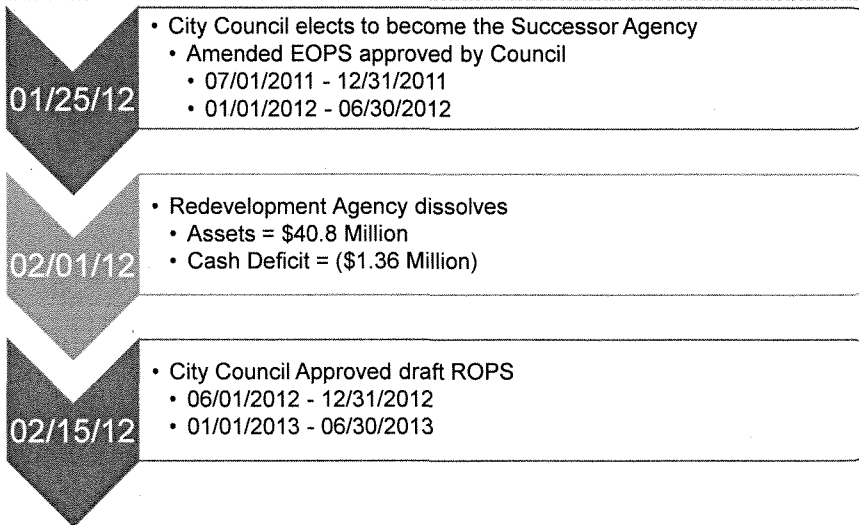 01/25/12
• City Council elects to become the Successor Agency
• Amended EOPS approved by Council
• 07/01/2011 - 12/31/2011
• 01/01/2012 - 06/30/2012
02/01/12
• Redevelopment Agency dissolves
• Assets = $40.8 Million
• Cash Deficit = ($1.36 Million)
02/15/12
• City Council Approved draft ROPS
• 06/01/2012 - 12/31/2012
• 01/01/2013 - 06/30/2013